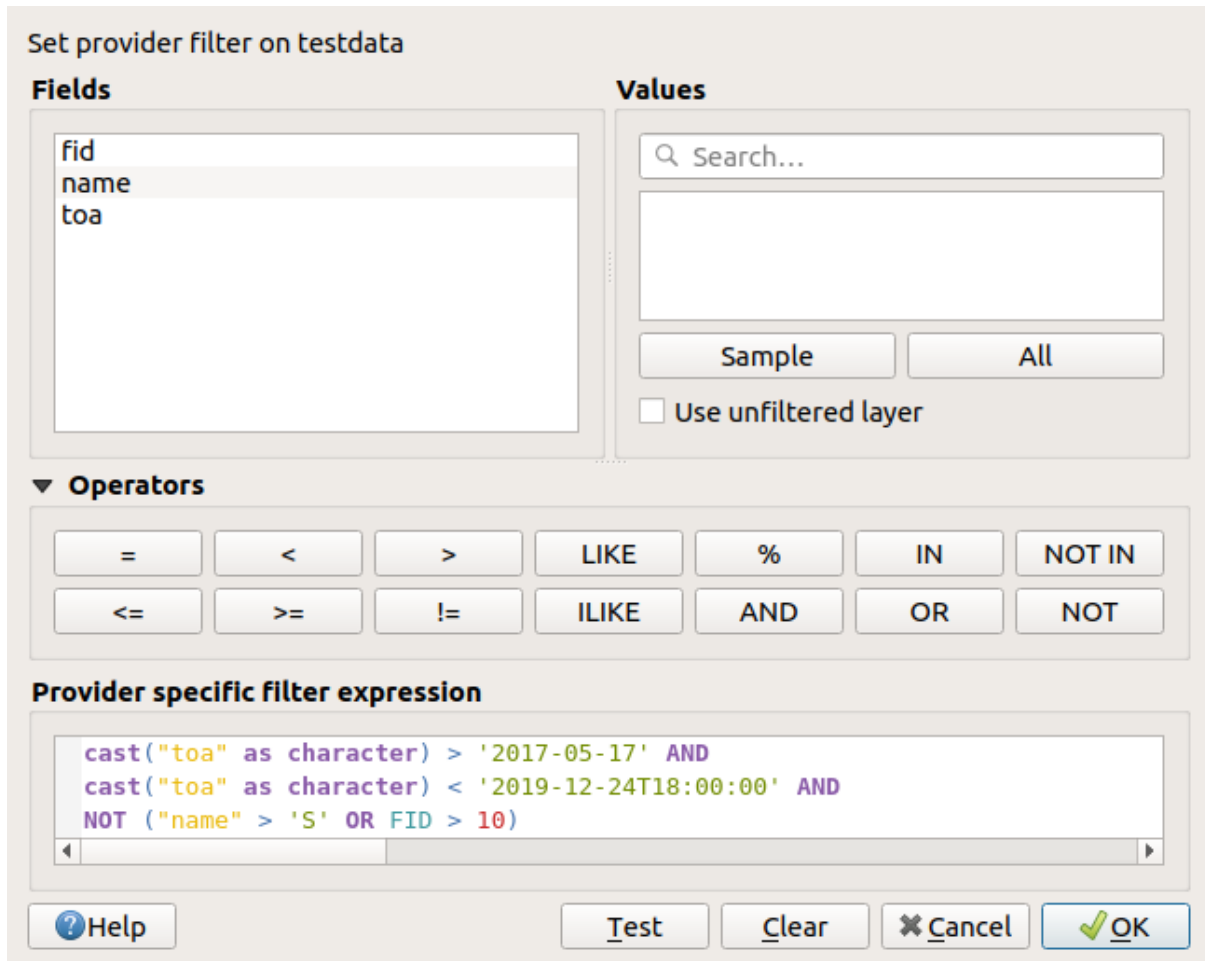 Set provider filter on testdata
Fields
Values
fid
name
toa
Search...
Sample
All
Use unfiltered layer
Operators
= < > LIKE % IN NOT IN
<= >= != ILIKE AND OR NOT
Provider specific filter expression
cast("toa" as character) > '2017-05-17' AND
cast("toa" as character) < '2019-12-24T18:00:00' AND
NOT ("name" > 'S' OR FID > 10)
Help Test Clear Cancel OK